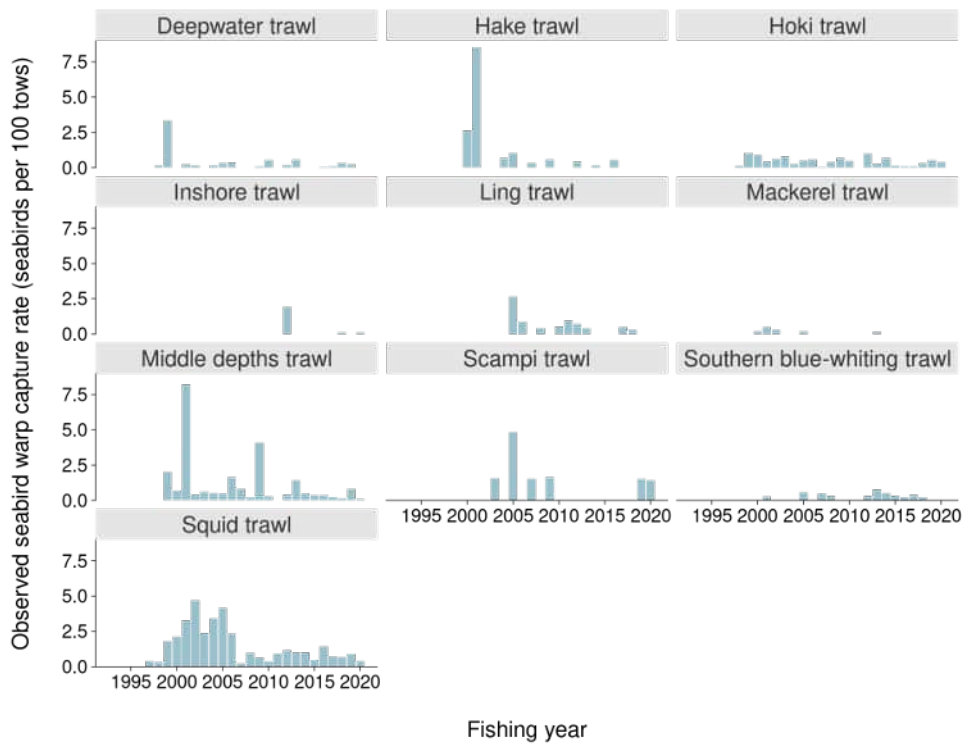 Deepwater trawl
Hake trawl
Hoki trawl
Observed seabird warp capture rate (seabirds per 100 tows)
7.5
5.0
2.5
0.0
Inshore trawl
Ling trawl
Mackerel trawl
7.5
5.0
2.5
0.0
Middle depths trawl
Scampi trawl
Southern blue-whiting trawl
7.5
5.0
2.5
0.0
1995 2000 2005 2010 2015 2020
1995 2000 2005 2010 2015 2020
Squid trawl
7.5
5.0
2.5
0.0
1995 2000 2005 2010 2015 2020
Fishing year